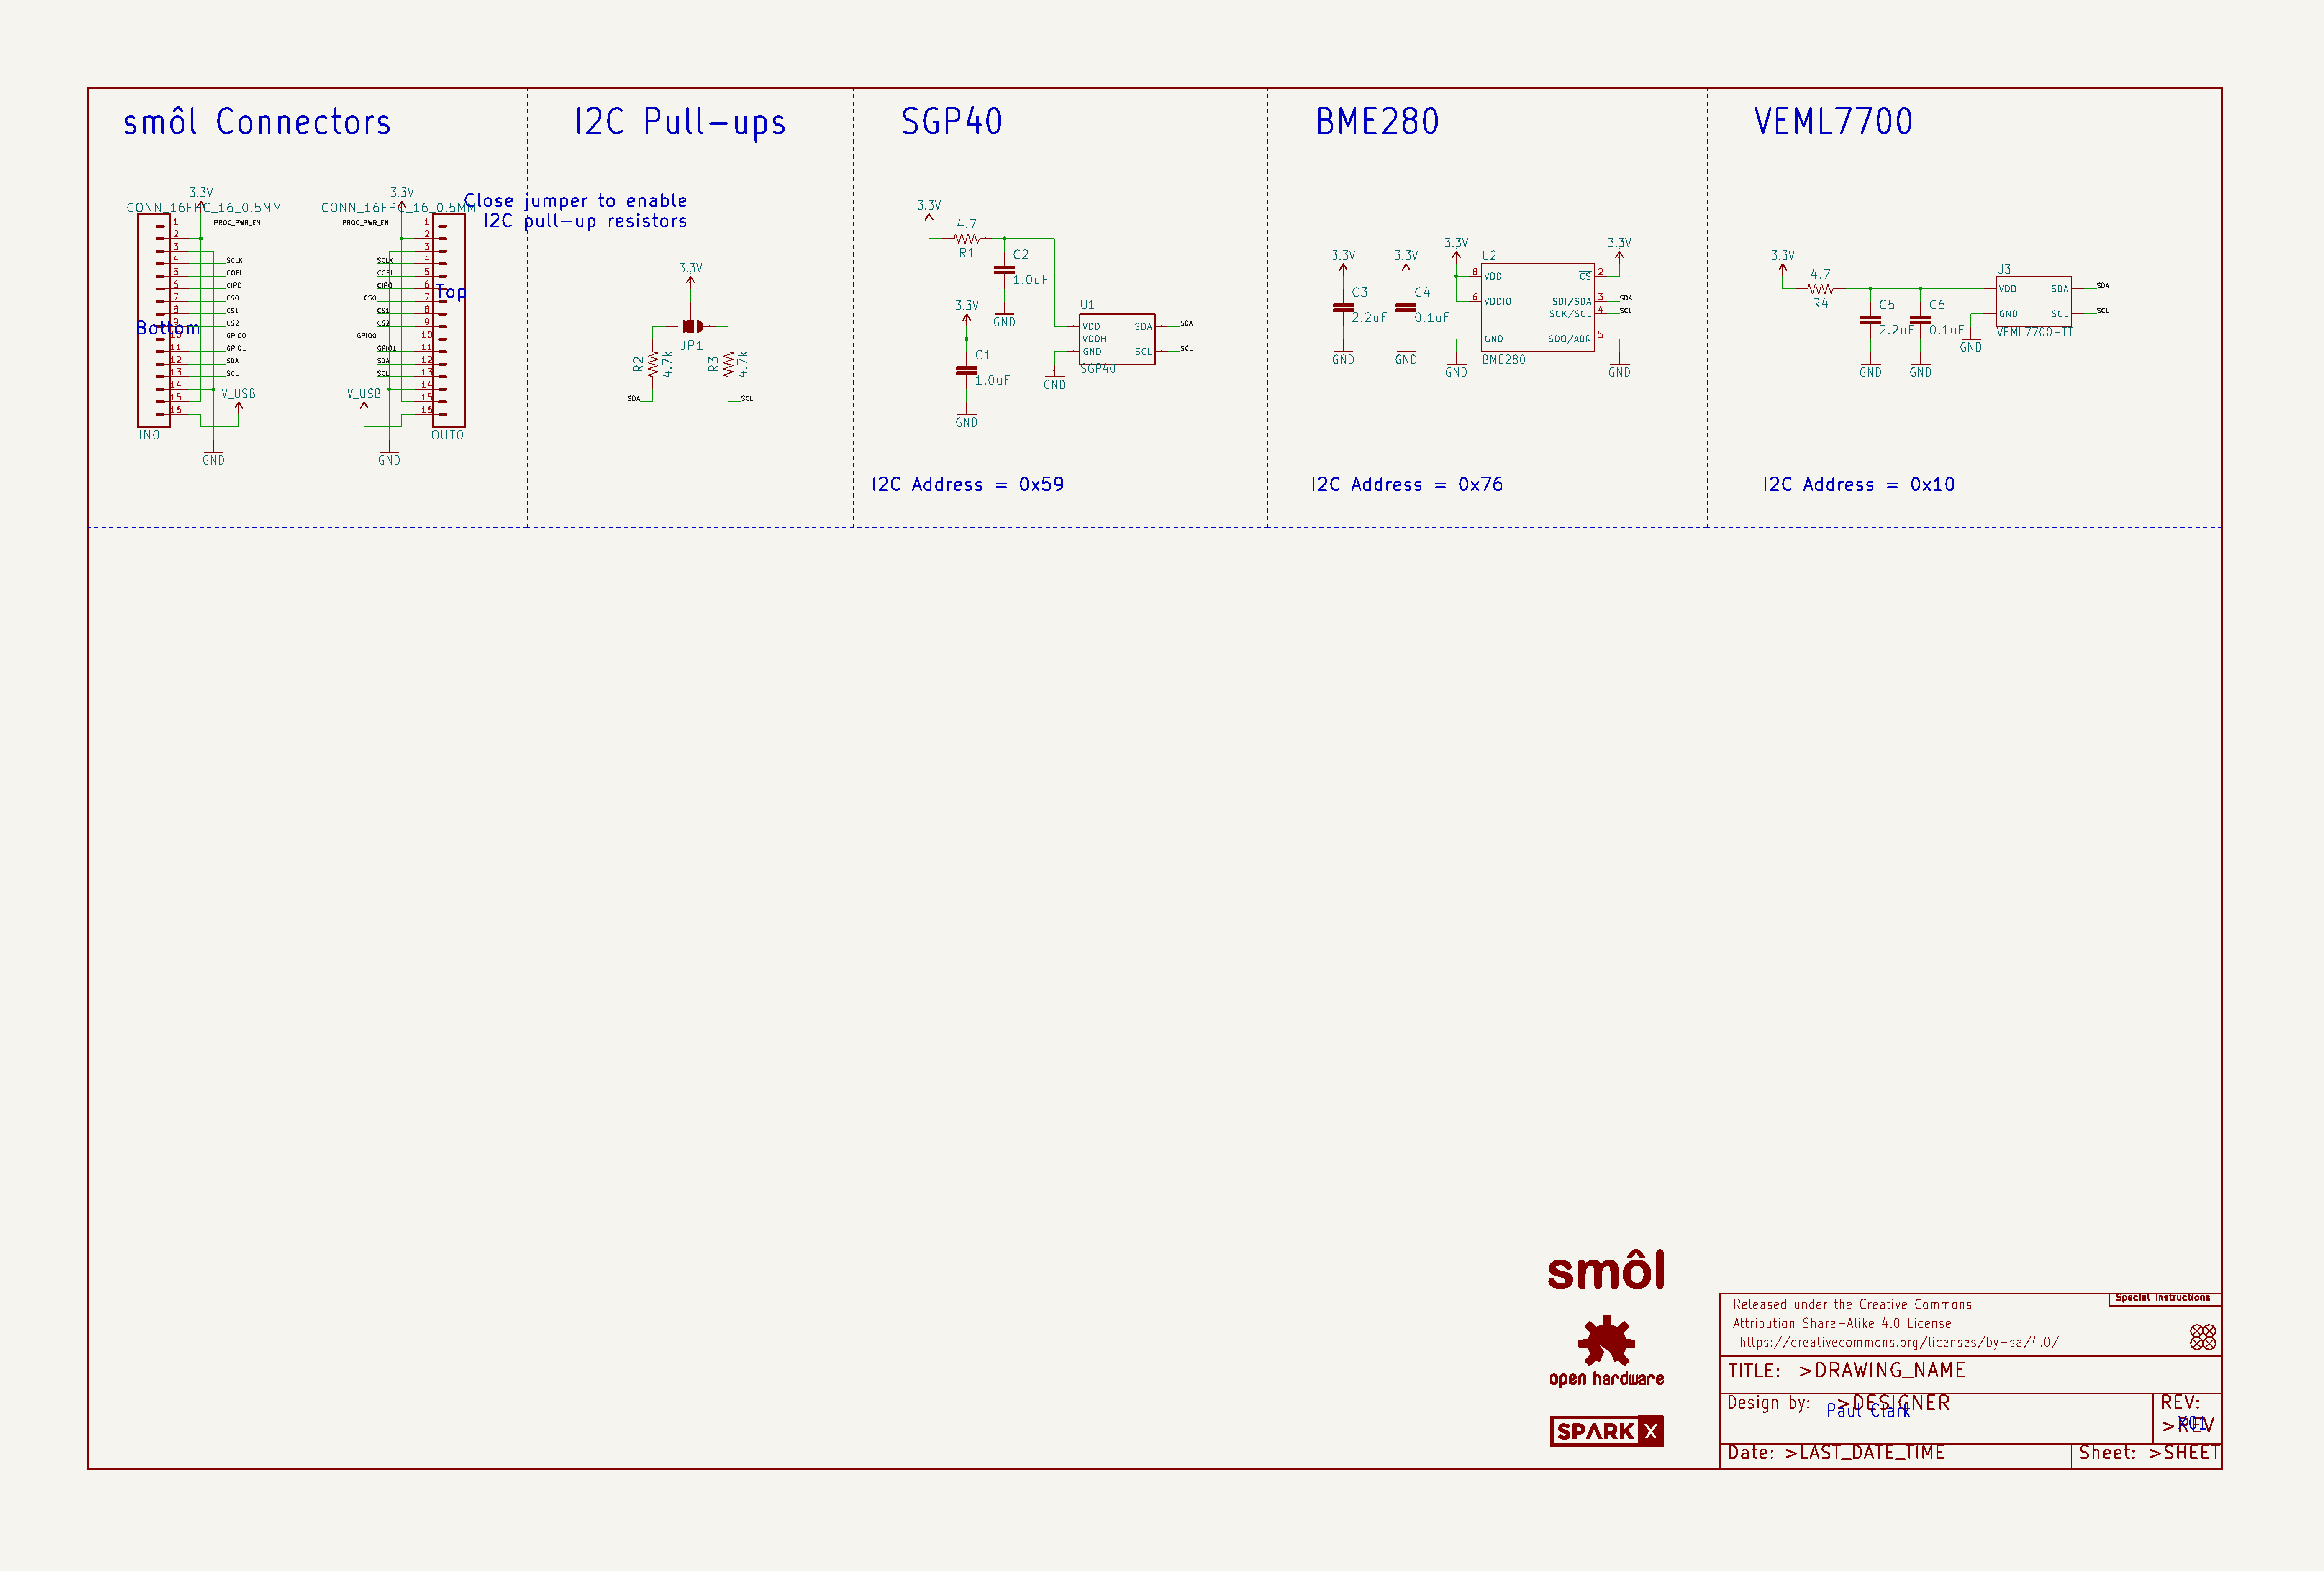 smôl Connectors
I2C Pull-ups
SGP40
BME280
VEML7700
3.3V
CONN_16FPC_16_0.5MM
1
2
3
4
5
6
7
8
9
10
11
12
13
14
15
16
PROC_PWR_EN
SCLK
COPI
CIPO
CS0
CS1
CS2
GPIO0
GPIO1
SDA
SCL
Bottom
V_USB
IN0
GND
3.3V
CONN_16FPC_16_0.5MM
PROC_PWR_EN
SCLK
COPI
CIPO
CS0
CS1
CS2
GPIO0
GPIO1
SDA
SCL
1
2
3
4
5
6
7
8
9
10
11
12
13
14
15
16
Top
V_USB
OUT0
GND
Close jumper to enable
I2C pull-up resistors
3.3V
JP1
R2
4.7k
R3
4.7k
SDA
SCL
3.3V
4.7
R1
C2
1.0uF
GND
3.3V
C1
1.0uF
GND
U1
VDD
VDDH
GND
SDA
SCL
SGP40
SDA
SCL
GND
I2C Address = 0x59
3.3V
C3
2.2uF
GND
3.3V
C4
0.1uF
GND
3.3V
U2
8
VDD
6
VDDIO
GND
CS
2
SDI/SDA
3
SCK/SCL
4
SDO/ADR
5
BME280
3.3V
SDA
SCL
GND
GND
I2C Address = 0x76
3.3V
4.7
R4
C5
2.2uF
GND
C6
0.1uF
GND
GND
U3
VDD
GND
SDA
SCL
VEML7700-TT
SDA
SCL
I2C Address = 0x10
smôl
open hardware
SPARK X
Special Instructions
Released under the Creative Commons
Attribution Share-Alike 4.0 License
https://creativecommons.org/licenses/by-sa/4.0/
TITLE: >DRAWING_NAME
Design by: >DESIGNER
Paul Clark
REV:
>REV
Date: >LAST_DATE_TIME
Sheet: >SHEET